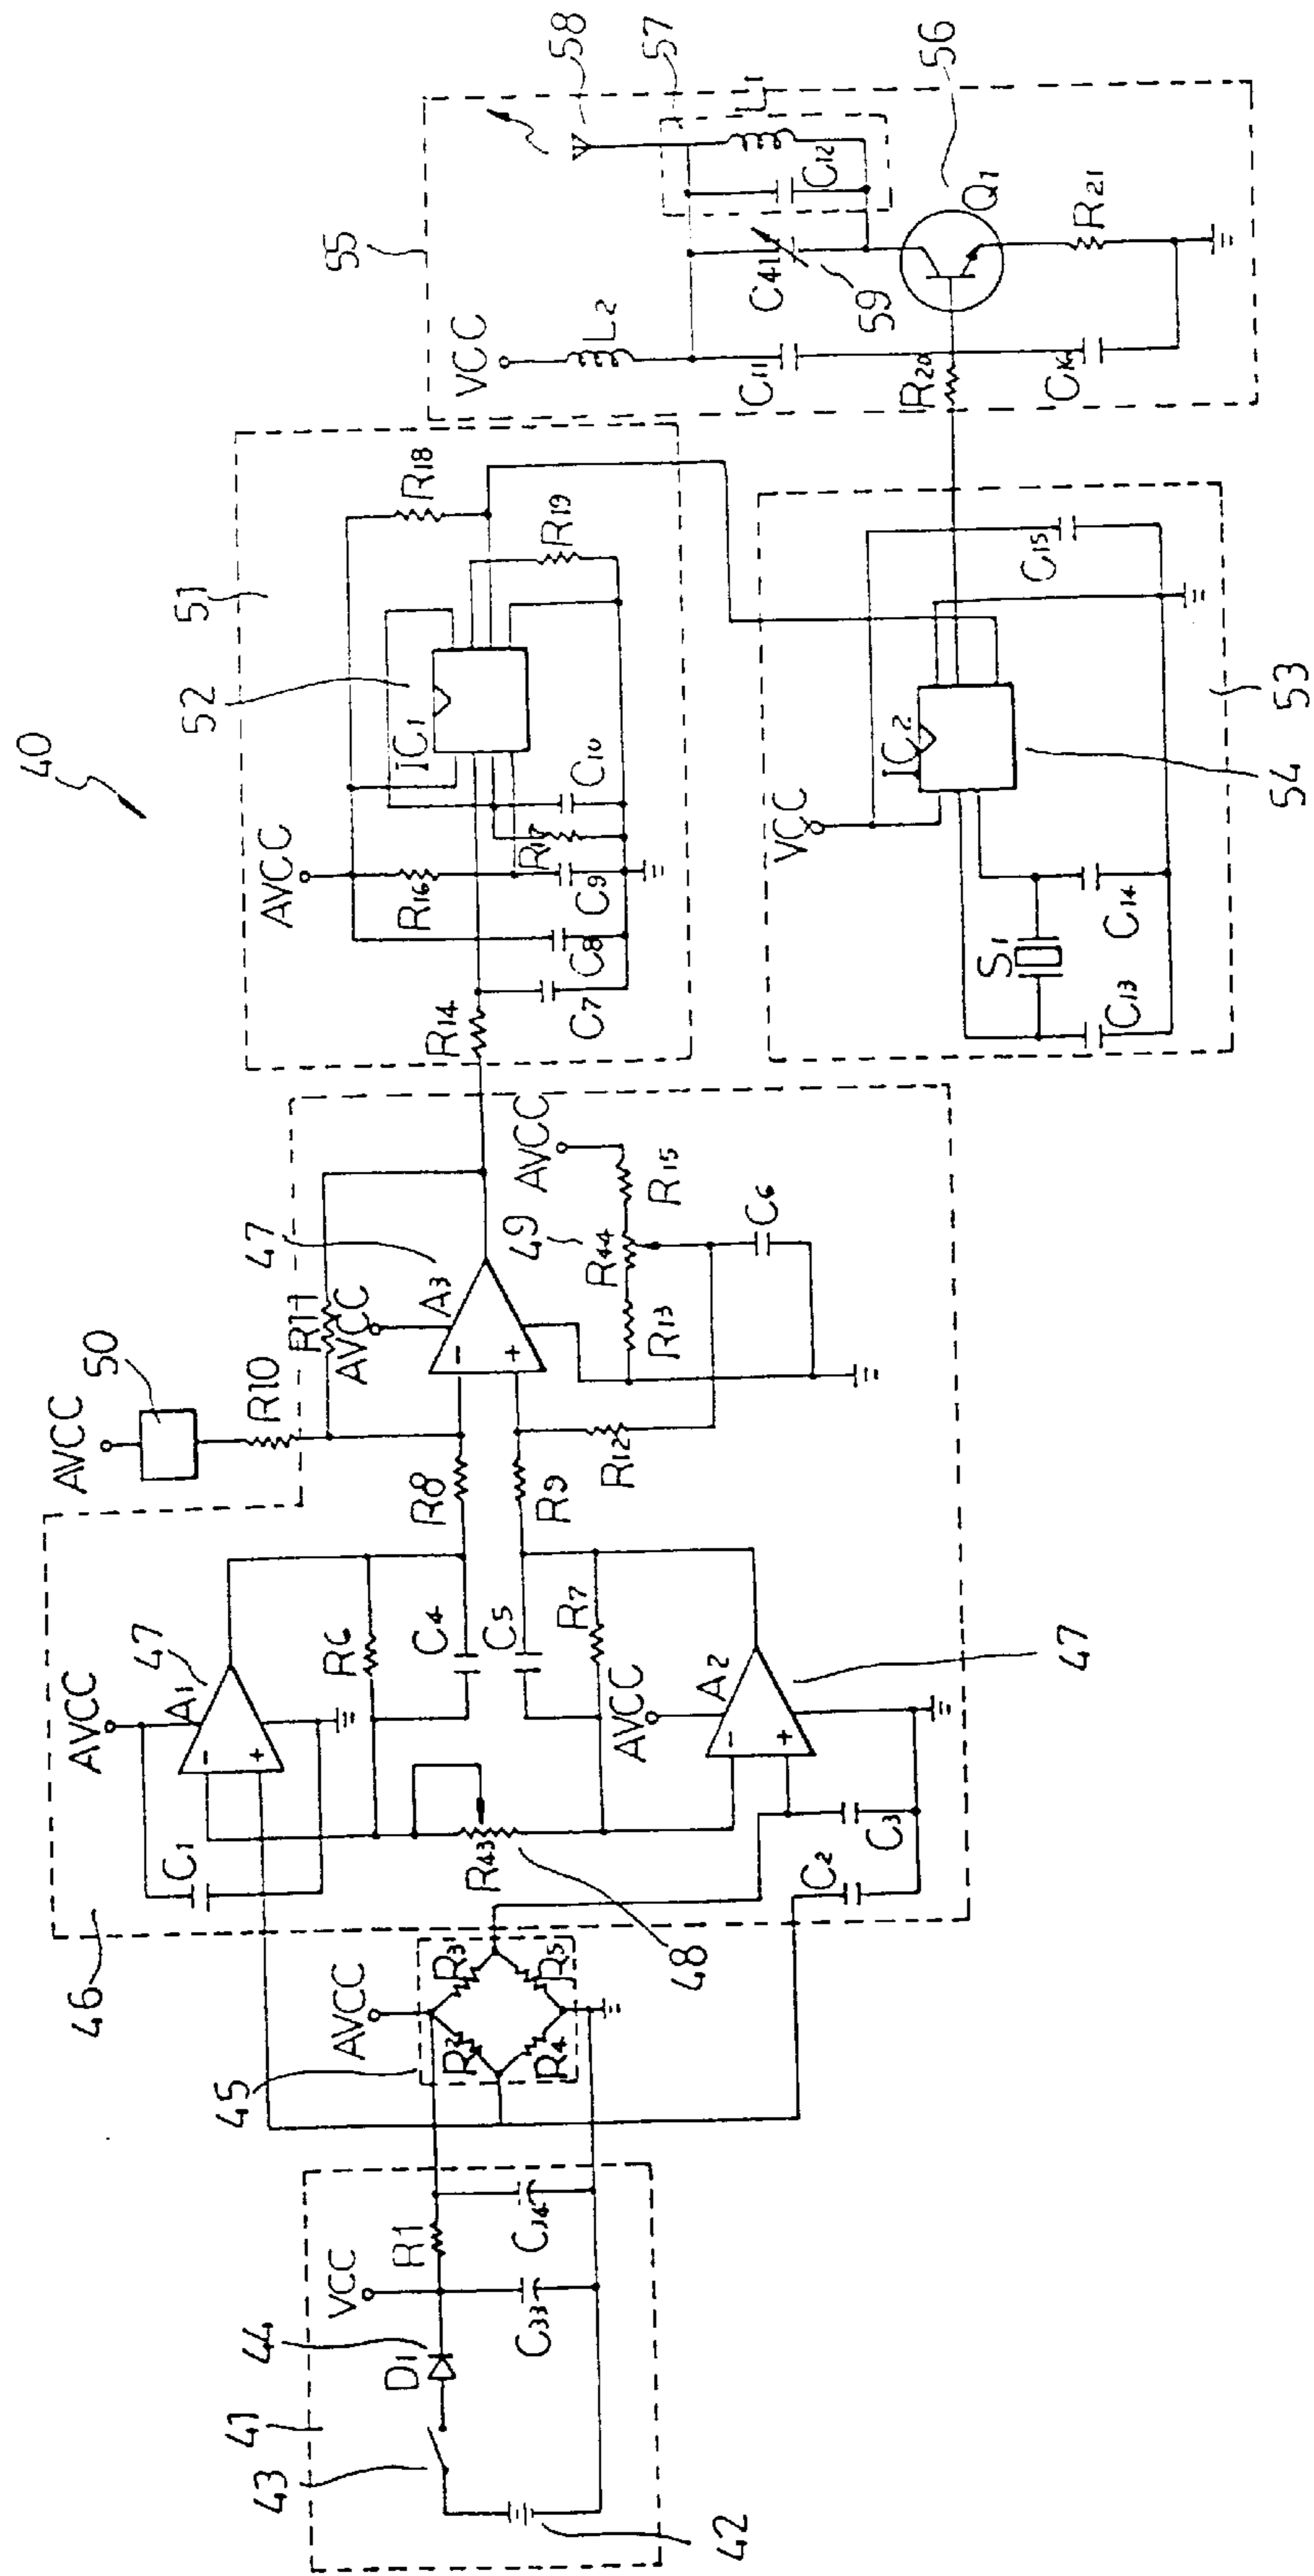 40
41
43
44
42
VCC
D1
R1
C33
C34
45
AVCC
R2
R3
R4
R5
46
AVCC
47
A1
-
+
C1
R6
C4
C5
R7
R43
48
AVCC
A2
-
+
47
C2
C3
AVCC
50
R10
R11
AVCC
47
A3
-
+
R8
R9
R12
49
AVCC
R13
R44
R15
C6
51
52
AVCC
IC1
R14
R16
R17
R18
R19
C7
C8
C9
C10
VCC
IC2
S1
C13
C14
C15
53
54
55
VCC
L2
58
57
L1
C11
C41
C12
59
56
Q1
R20
R21